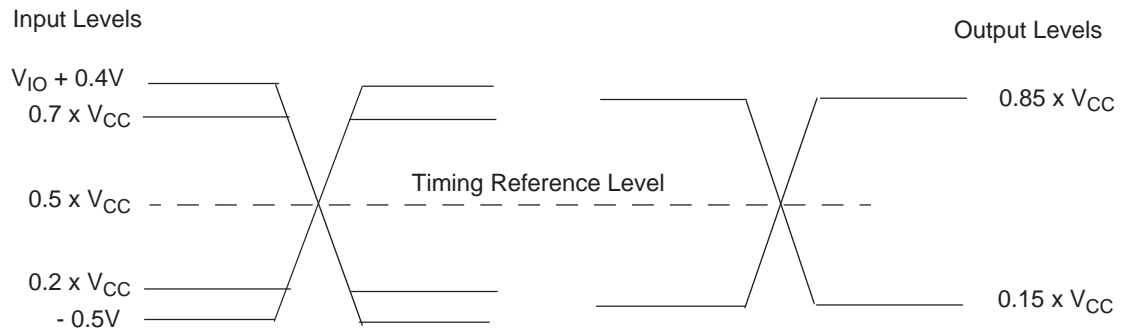 Input Levels
Output Levels
V_IO + 0.4V
0.7 x V_CC
0.85 x V_CC
Timing Reference Level
0.5 x V_CC
0.2 x V_CC
0.15 x V_CC
- 0.5V